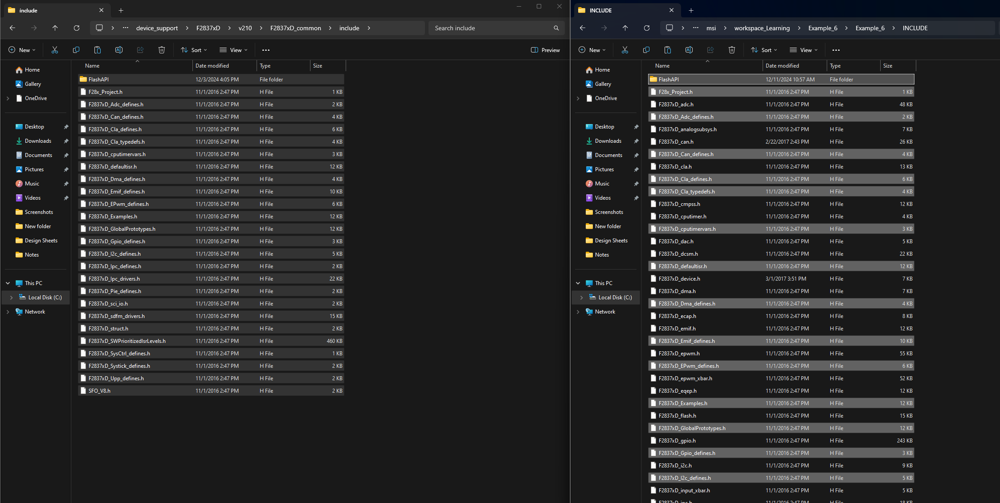 include
Search include
device_support > F2837xD > v210 > F2837xD_common > include >
New Sort View ... Preview
Home
Gallery
OneDrive
Desktop
Downloads
Documents
Pictures
Music
Videos
Screenshots
New folder
Design Sheets
Notes
This PC
Local Disk (C:)
Network
Name Date modified Type Size
FlashAPI 12/3/2024 4:05 PM File folder
F28x_Project.h 11/1/2016 2:47 PM H File 1 KB
F2837xD_Adc_defines.h 11/1/2016 2:47 PM H File 2 KB
F2837xD_Can_defines.h 11/1/2016 2:47 PM H File 4 KB
F2837xD_Cla_defines.h 11/1/2016 2:47 PM H File 6 KB
F2837xD_Cla_typedefs.h 11/1/2016 2:47 PM H File 4 KB
F2837xD_cputimervars.h 11/1/2016 2:47 PM H File 3 KB
F2837xD_defaultisr.h 11/1/2016 2:47 PM H File 12 KB
F2837xD_Dma_defines.h 11/1/2016 2:47 PM H File 4 KB
F2837xD_Emif_defines.h 11/1/2016 2:47 PM H File 10 KB
F2837xD_EPwm_defines.h 11/1/2016 2:47 PM H File 6 KB
F2837xD_Examples.h 11/1/2016 2:47 PM H File 12 KB
F2837xD_GlobalPrototypes.h 11/1/2016 2:47 PM H File 12 KB
F2837xD_Gpio_defines.h 11/1/2016 2:47 PM H File 3 KB
F2837xD_I2c_defines.h 11/1/2016 2:47 PM H File 5 KB
F2837xD_Ipc_defines.h 11/1/2016 2:47 PM H File 2 KB
F2837xD_Ipc_drivers.h 11/1/2016 2:47 PM H File 22 KB
F2837xD_Pie_defines.h 11/1/2016 2:47 PM H File 2 KB
F2837xD_sci_io.h 11/1/2016 2:47 PM H File 2 KB
F2837xD_sdfm_drivers.h 11/1/2016 2:47 PM H File 15 KB
F2837xD_struct.h 11/1/2016 2:47 PM H File 2 KB
F2837xD_SWPrioritizedIsrLevels.h 11/1/2016 2:47 PM H File 460 KB
F2837xD_SysCtrl_defines.h 11/1/2016 2:47 PM H File 1 KB
F2837xD_Systick_defines.h 11/1/2016 2:47 PM H File 2 KB
F2837xD_Upp_defines.h 11/1/2016 2:47 PM H File 2 KB
SFO_V8.h 11/1/2016 2:47 PM H File 2 KB
INCLUDE
msi > workspace_Learning > Example_6 > Example_6 > INCLUDE
New Sort View ...
Home
Gallery
OneDrive
Desktop
Downloads
Documents
Pictures
Music
Videos
Screenshots
New folder
Design Sheets
Notes
This PC
Local Disk (C:)
Network
Name Date modified Type Size
FlashAPI 12/11/2024 10:57 AM File folder
F28x_Project.h 11/1/2016 2:47 PM H File 1 KB
F2837xD_adc.h 11/1/2016 2:47 PM H File 48 KB
F2837xD_Adc_defines.h 11/1/2016 2:47 PM H File 2 KB
F2837xD_analogsubsys.h 11/1/2016 2:47 PM H File 7 KB
F2837xD_can.h 2/22/2017 2:43 PM H File 26 KB
F2837xD_Can_defines.h 11/1/2016 2:47 PM H File 4 KB
F2837xD_cla.h 11/1/2016 2:47 PM H File 13 KB
F2837xD_Cla_defines.h 11/1/2016 2:47 PM H File 6 KB
F2837xD_Cla_typedefs.h 11/1/2016 2:47 PM H File 4 KB
F2837xD_cmpss.h 11/1/2016 2:47 PM H File 12 KB
F2837xD_cputimer.h 11/1/2016 2:47 PM H File 4 KB
F2837xD_cputimervars.h 11/1/2016 2:47 PM H File 3 KB
F2837xD_dac.h 11/1/2016 2:47 PM H File 5 KB
F2837xD_dcsm.h 11/1/2016 2:47 PM H File 22 KB
F2837xD_defaultisr.h 11/1/2016 2:47 PM H File 12 KB
F2837xD_device.h 3/1/2017 3:51 PM H File 7 KB
F2837xD_dma.h 11/1/2016 2:47 PM H File 7 KB
F2837xD_Dma_defines.h 11/1/2016 2:47 PM H File 4 KB
F2837xD_ecap.h 11/1/2016 2:47 PM H File 8 KB
F2837xD_emif.h 11/1/2016 2:47 PM H File 12 KB
F2837xD_Emif_defines.h 11/1/2016 2:47 PM H File 10 KB
F2837xD_epwm.h 11/1/2016 2:47 PM H File 55 KB
F2837xD_EPwm_defines.h 11/1/2016 2:47 PM H File 6 KB
F2837xD_epwm_xbar.h 11/1/2016 2:47 PM H File 52 KB
F2837xD_eqep.h 11/1/2016 2:47 PM H File 12 KB
F2837xD_Examples.h 11/1/2016 2:47 PM H File 12 KB
F2837xD_flash.h 11/1/2016 2:47 PM H File 15 KB
F2837xD_GlobalPrototypes.h 11/1/2016 2:47 PM H File 12 KB
F2837xD_gpio.h 11/1/2016 2:47 PM H File 243 KB
F2837xD_Gpio_defines.h 11/1/2016 2:47 PM H File 3 KB
F2837xD_i2c.h 11/1/2016 2:47 PM H File 9 KB
F2837xD_I2c_defines.h 11/1/2016 2:47 PM H File 5 KB
F2837xD_input_xbar.h 11/1/2016 2:47 PM H File 5 KB